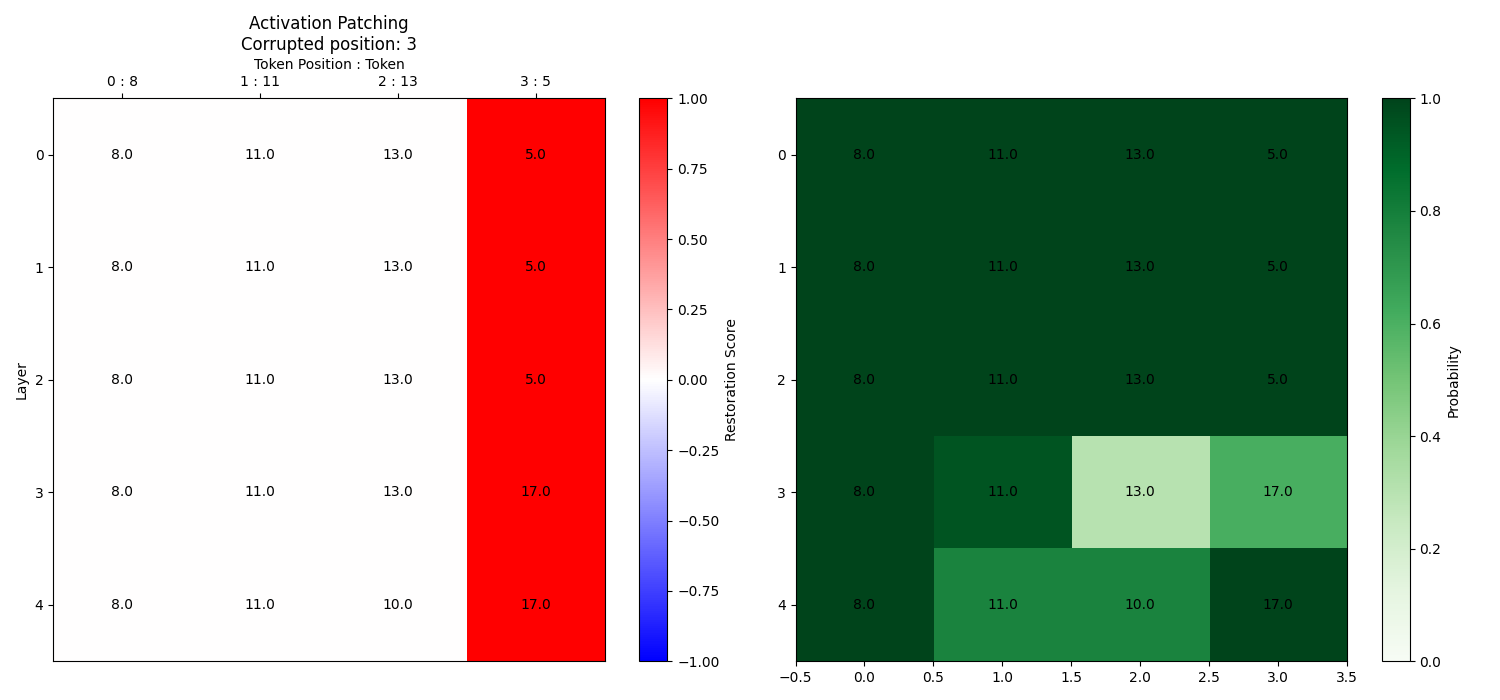 Activation Patching
Corrupted position: 3
Token Position : Token
0 : 8 1 : 11 2 : 13 3 : 5
0 8.0 11.0 13.0 5.0
1 8.0 11.0 13.0 5.0
2 8.0 11.0 13.0 5.0
3 8.0 11.0 13.0 17.0
4 8.0 11.0 10.0 17.0
Layer
1.00
0.75
0.50
0.25
0.00
−0.25
−0.50
−0.75
−1.00
Restoration Score
0 8.0 11.0 13.0 5.0
1 8.0 11.0 13.0 5.0
2 8.0 11.0 13.0 5.0
3 8.0 11.0 13.0 17.0
4 8.0 11.0 10.0 17.0
−0.5 0.0 0.5 1.0 1.5 2.0 2.5 3.0 3.5
1.0
0.8
0.6
0.4
0.2
0.0
Probability